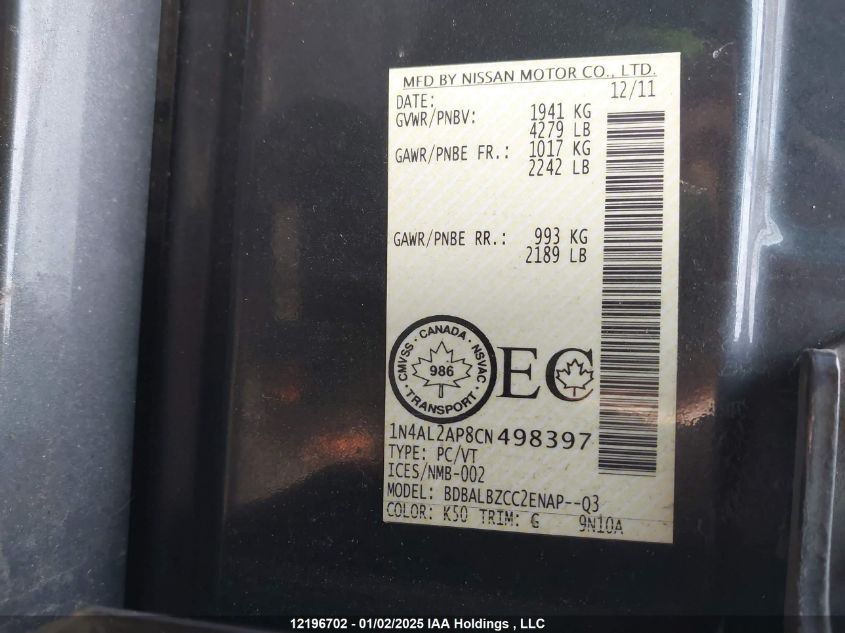 MFD BY NISSAN MOTOR CO., LTD.
DATE: 12/11
GVWR/PNBV: 1941 KG
4279 LB
GAWR/PNBE FR.: 1017 KG
2242 LB
GAWR/PNBE RR.: 993 KG
2189 LB
CANADA
CMVSS NSVAC
986
TRANSPORT
EC
1N4AL2AP8CN498397
TYPE: PC/VT
ICES/NMB-002
MODEL: BDBALBZCC2ENAP--Q3
COLOR: K50 TRIM: G 9N10A
12196702 - 01/02/2025 IAA Holdings , LLC